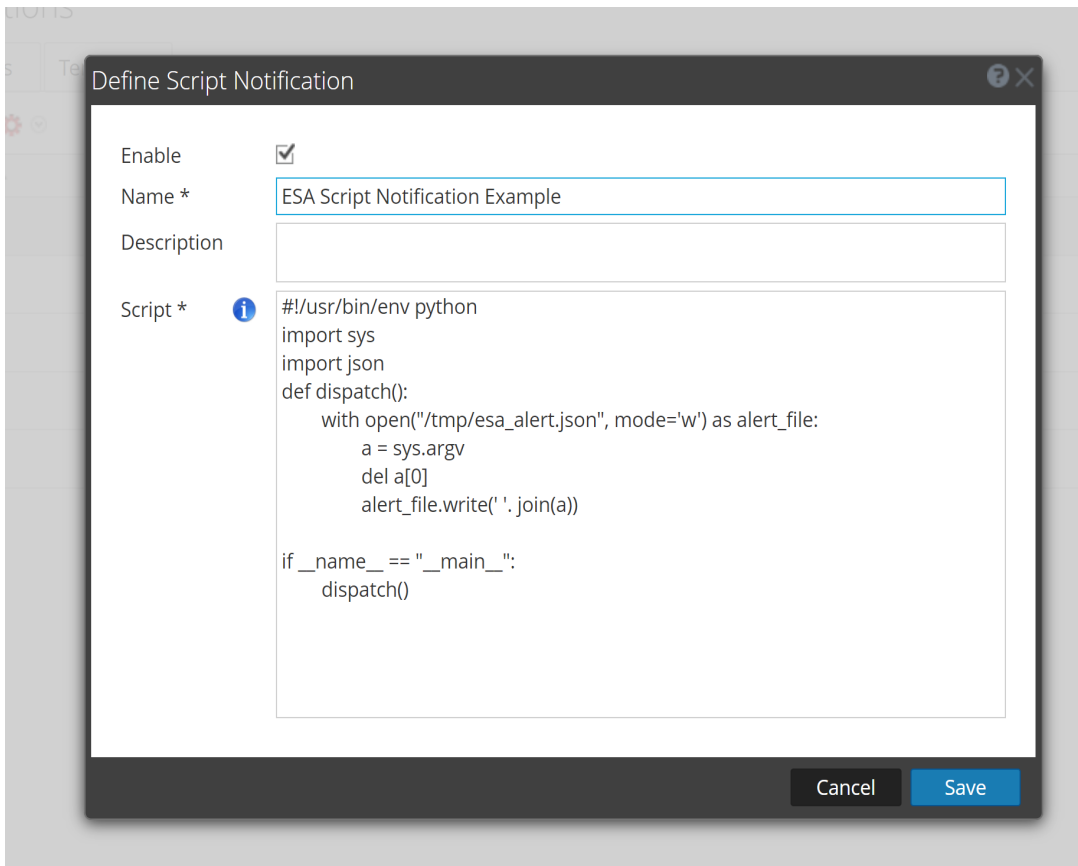 Define Script Notification
Enable
Name *
ESA Script Notification Example
Description
Script *
#!/usr/bin/env python
import sys
import json
def dispatch():
with open("/tmp/esa_alert.json", mode='w') as alert_file:
a = sys.argv
del a[0]
alert_file.write(' '. join(a))
if __name__ == "__main__":
dispatch()
Cancel
Save